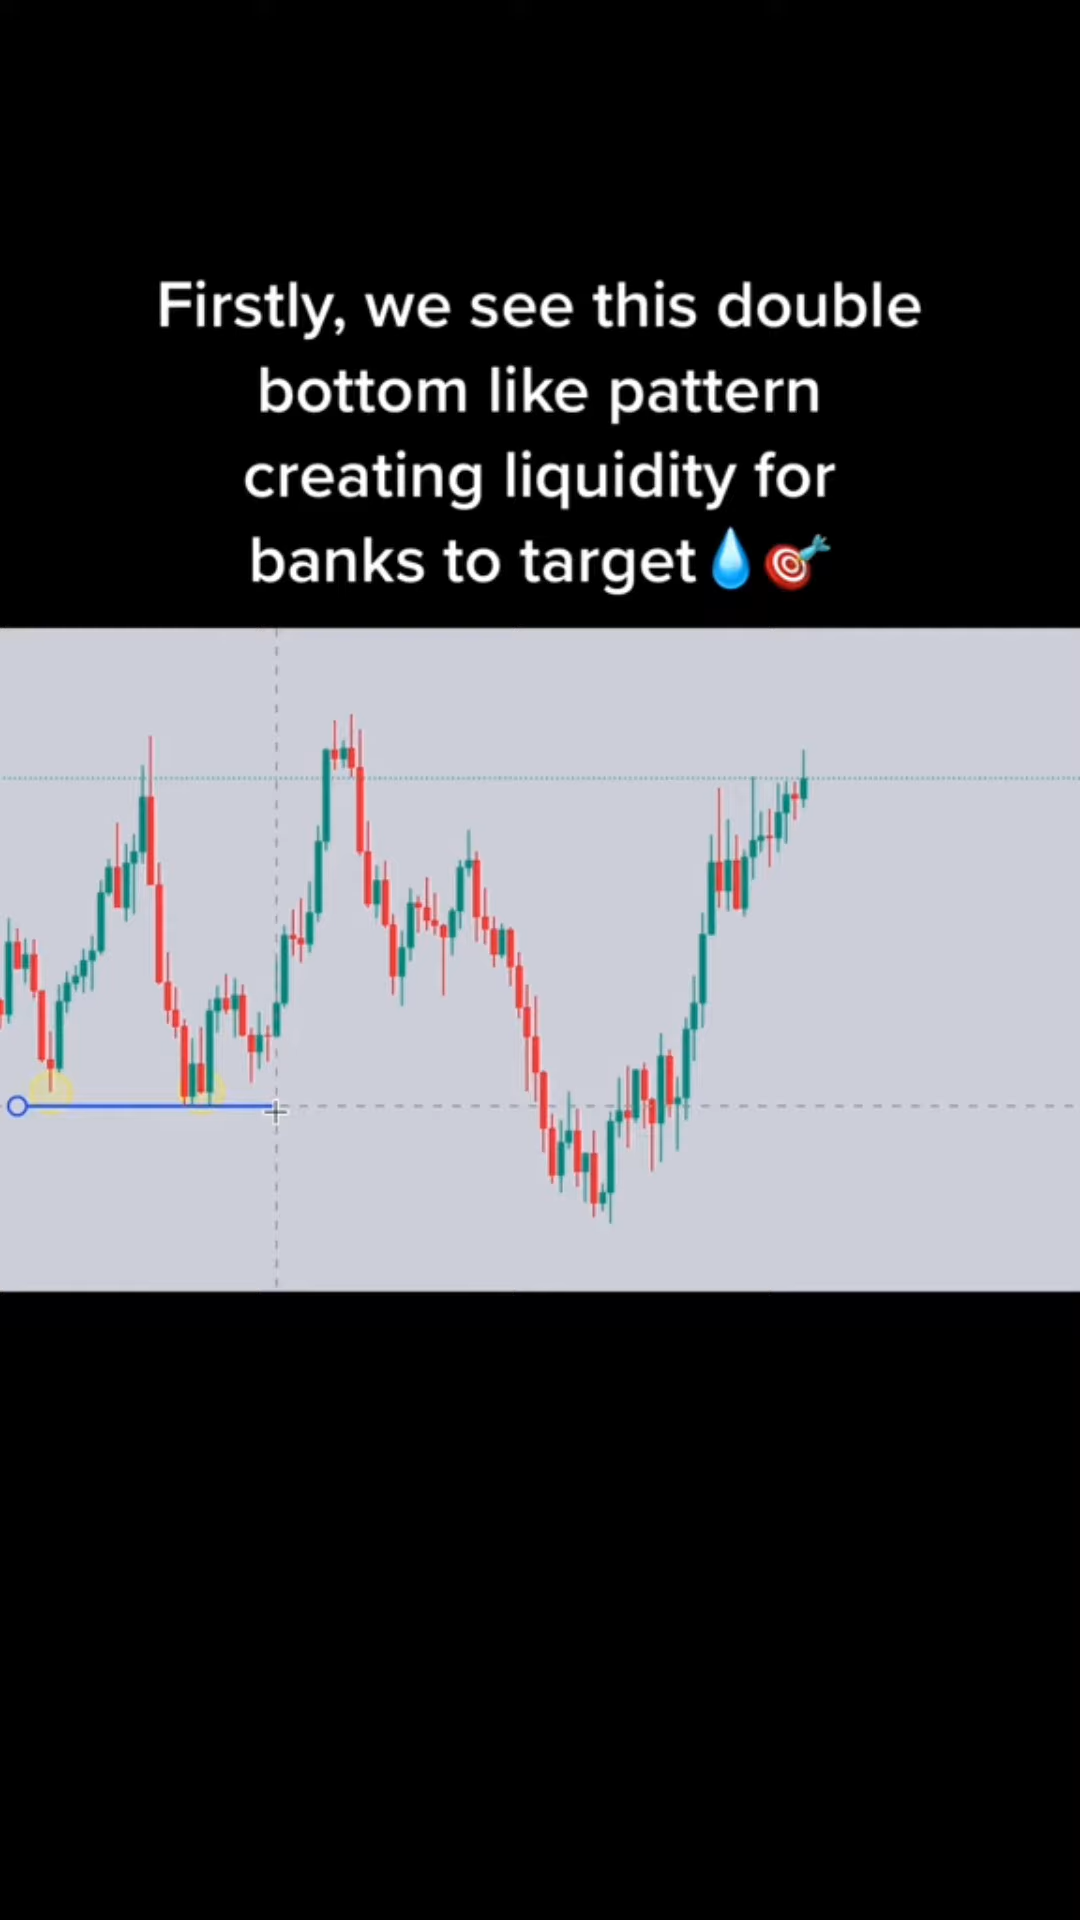 Firstly, we see this double
bottom like pattern
creating liquidity for
banks to target💧🎯